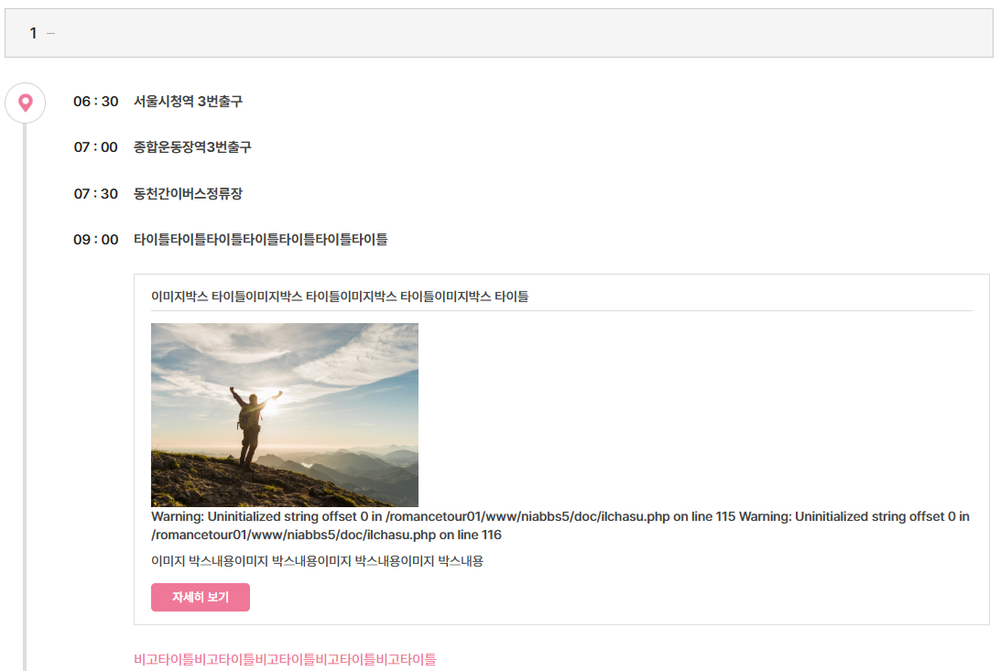 1 –
06 : 30 서울시청역 3번출구
07 : 00 종합운동장역3번출구
07 : 30 동천간이버스정류장
09 : 00 타이틀타이틀타이틀타이틀타이틀타이틀타이틀
이미지박스 타이틀이미지박스 타이틀이미지박스 타이틀이미지박스 타이틀
Warning: Uninitialized string offset 0 in /romancetour01/www/niabbs5/doc/ilchasu.php on line 115 Warning: Uninitialized string offset 0 in
/romancetour01/www/niabbs5/doc/ilchasu.php on line 116
이미지 박스내용이미지 박스내용이미지 박스내용이미지 박스내용
자세히 보기
비고타이틀비고타이틀비고타이틀비고타이틀비고타이틀